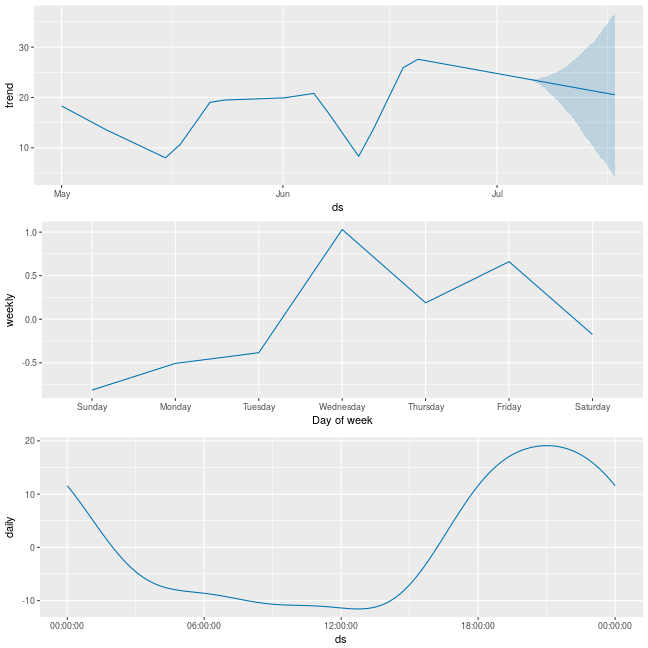 trend
30
20
10
May Jun Jul
ds
weekly
1.0
0.5
0.0
-0.5
Sunday Monday Tuesday Wednesday Thursday Friday Saturday
Day of week
daily
20
10
0
-10
00:00:00 06:00:00 12:00:00 18:00:00 00:00:00
ds